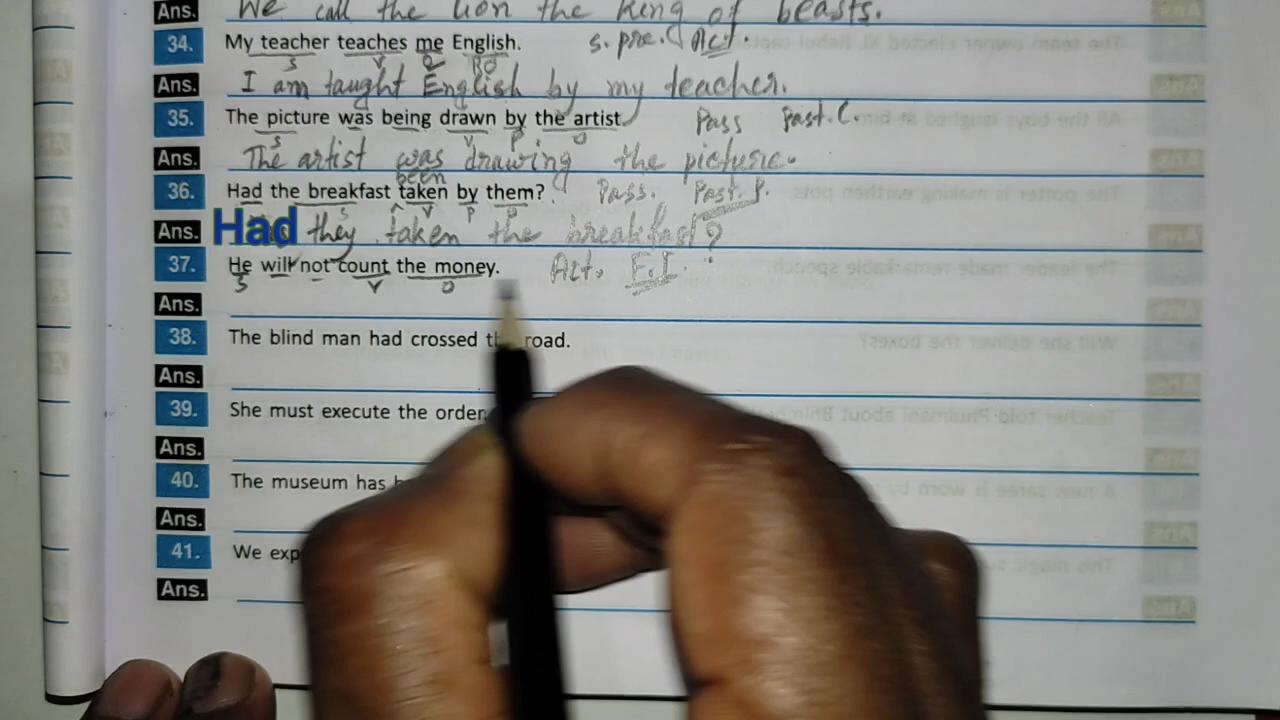 Ans. We call the lion the king of beasts.
34. My teacher teaches me English. S. pre. Act.
S V O
Ans. I am taught English by my teacher.
35. The picture was being drawn by the artist. Pass Past. C.
S V P O
Ans. The artist was drawing the picture.
been
36. Had the breakfast taken by them? Pass. Past. P.
S ^ V P O
Ans. Had they taken the breakfast?
37. He will not count the money. Act. F.I.
S V O
Ans.
38. The blind man had crossed the road.
Ans.
39. She must execute the order
Ans.
40. The museum has
Ans.
41. We exp
Ans.